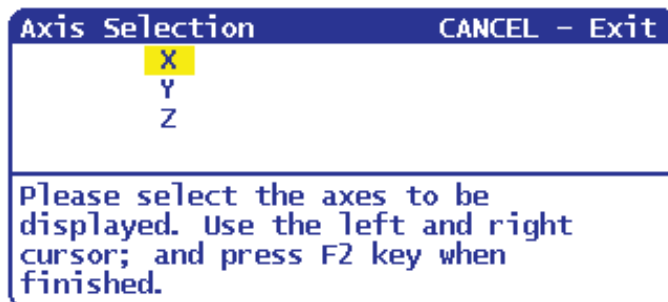 Axis Selection CANCEL - Exit
X
Y
Z
Please select the axes to be
displayed. Use the left and right
cursor; and press F2 key when
finished.